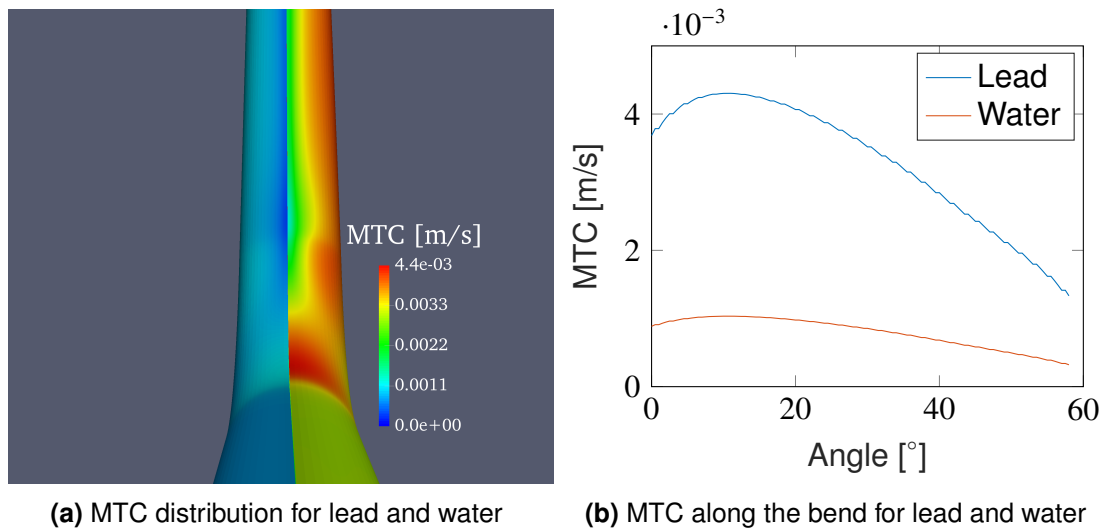 MTC [m/s]
4.4e-03
0.0033
0.0022
0.0011
0.0e+00
(a) MTC distribution for lead and water
·10⁻³
Lead
Water
4
2
0
MTC [m/s]
0 20 40 60
Angle [°]
(b) MTC along the bend for lead and water